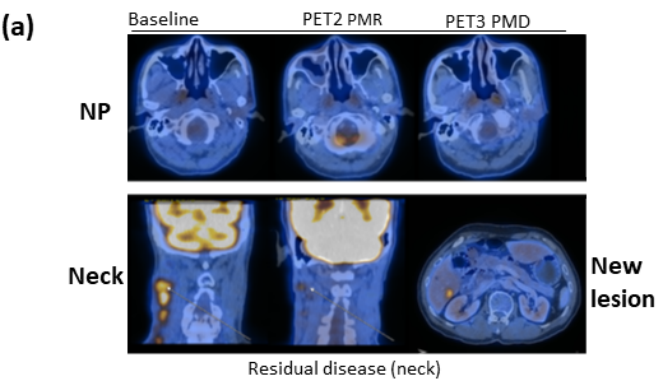 (a)
Baseline PET2 PMR PET3 PMD
NP
Neck
New
lesion
Residual disease (neck)